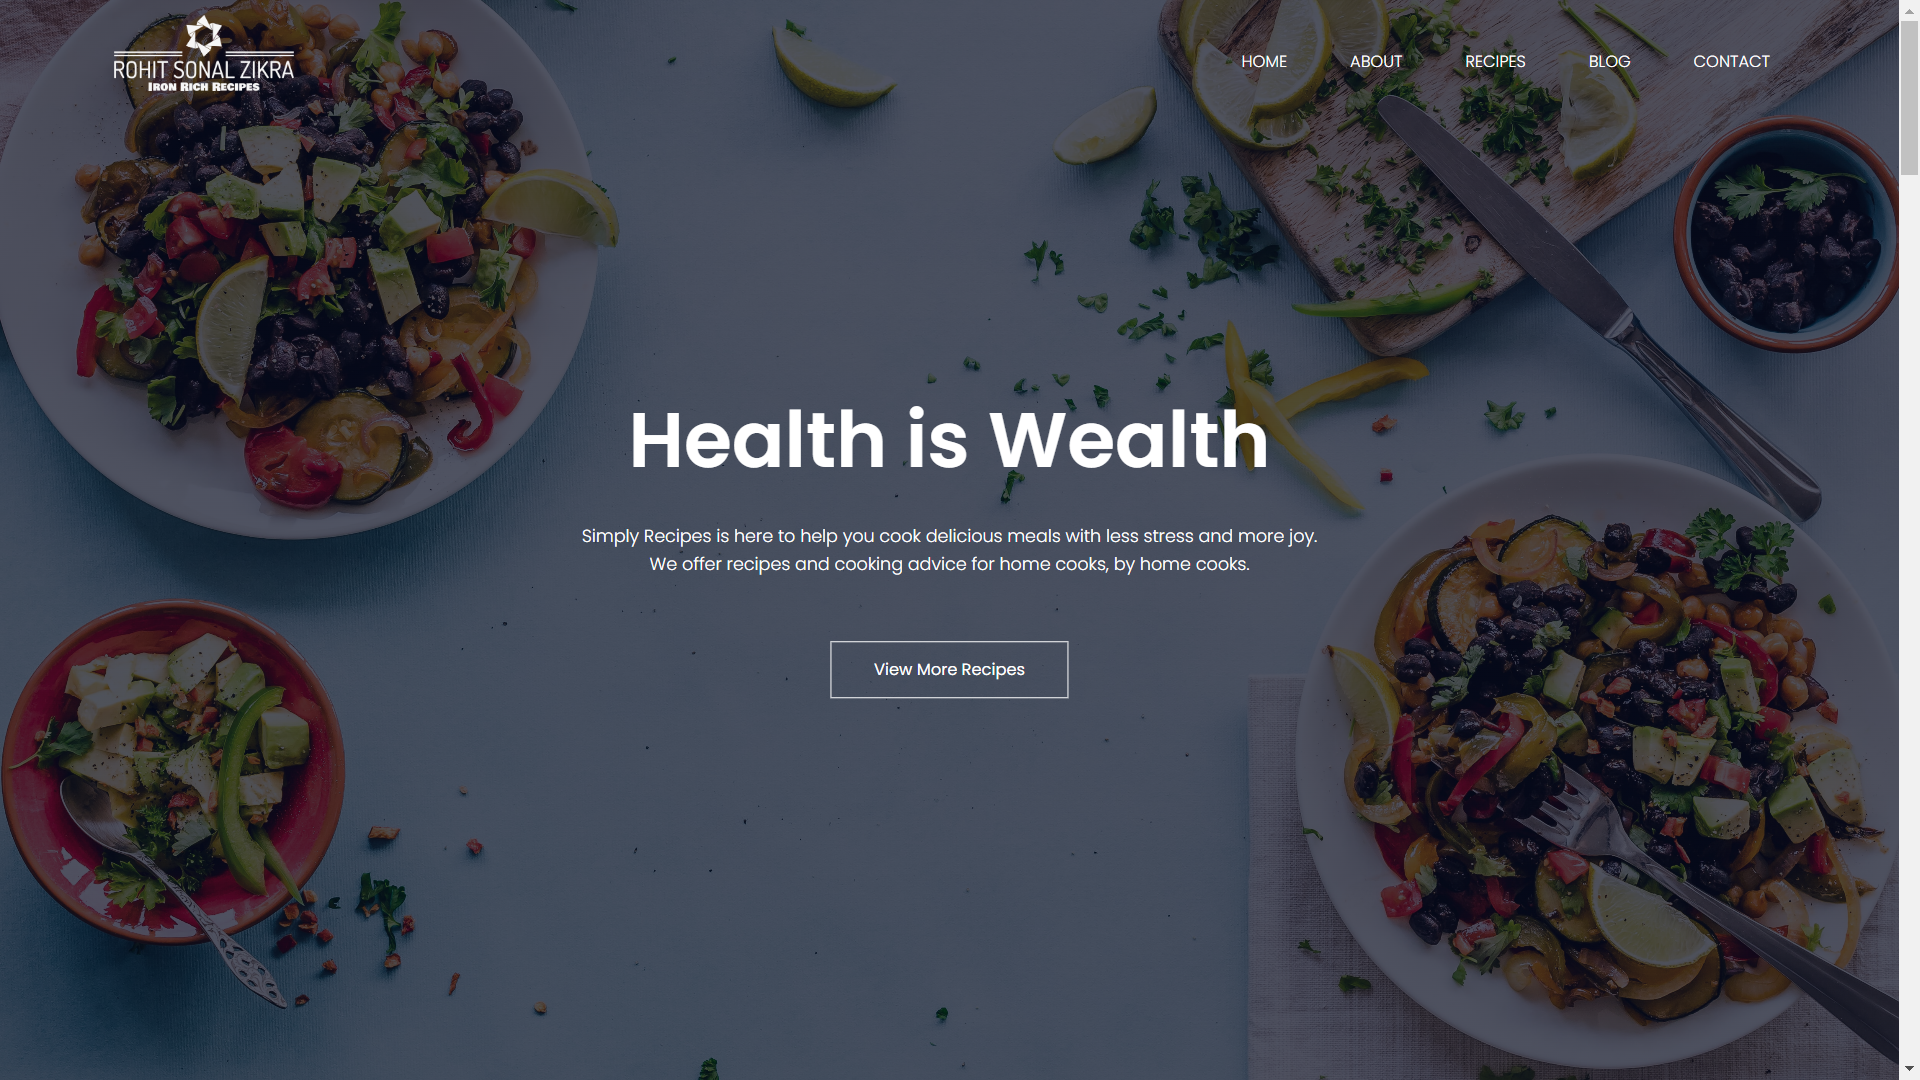 ROHIT SONAL ZIKRA
IRON RICH RECIPES
HOME
ABOUT
RECIPES
BLOG
CONTACT
Health is Wealth
Simply Recipes is here to help you cook delicious meals with less stress and more joy.
We offer recipes and cooking advice for home cooks, by home cooks.
View More Recipes